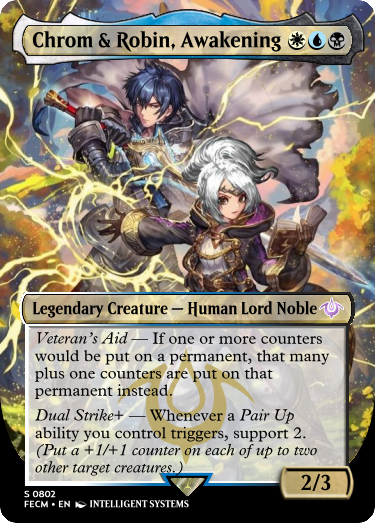 Chrom & Robin, Awakening
Legendary Creature — Human Lord Noble
Veteran's Aid — If one or more counters
would be put on a permanent, that many
plus one counters are put on that
permanent instead.
Dual Strike+ — Whenever a Pair Up
ability you control triggers, support 2.
(Put a +1/+1 counter on each of up to two
other target creatures.)
2/3
S 0802
FECM • EN INTELLIGENT SYSTEMS